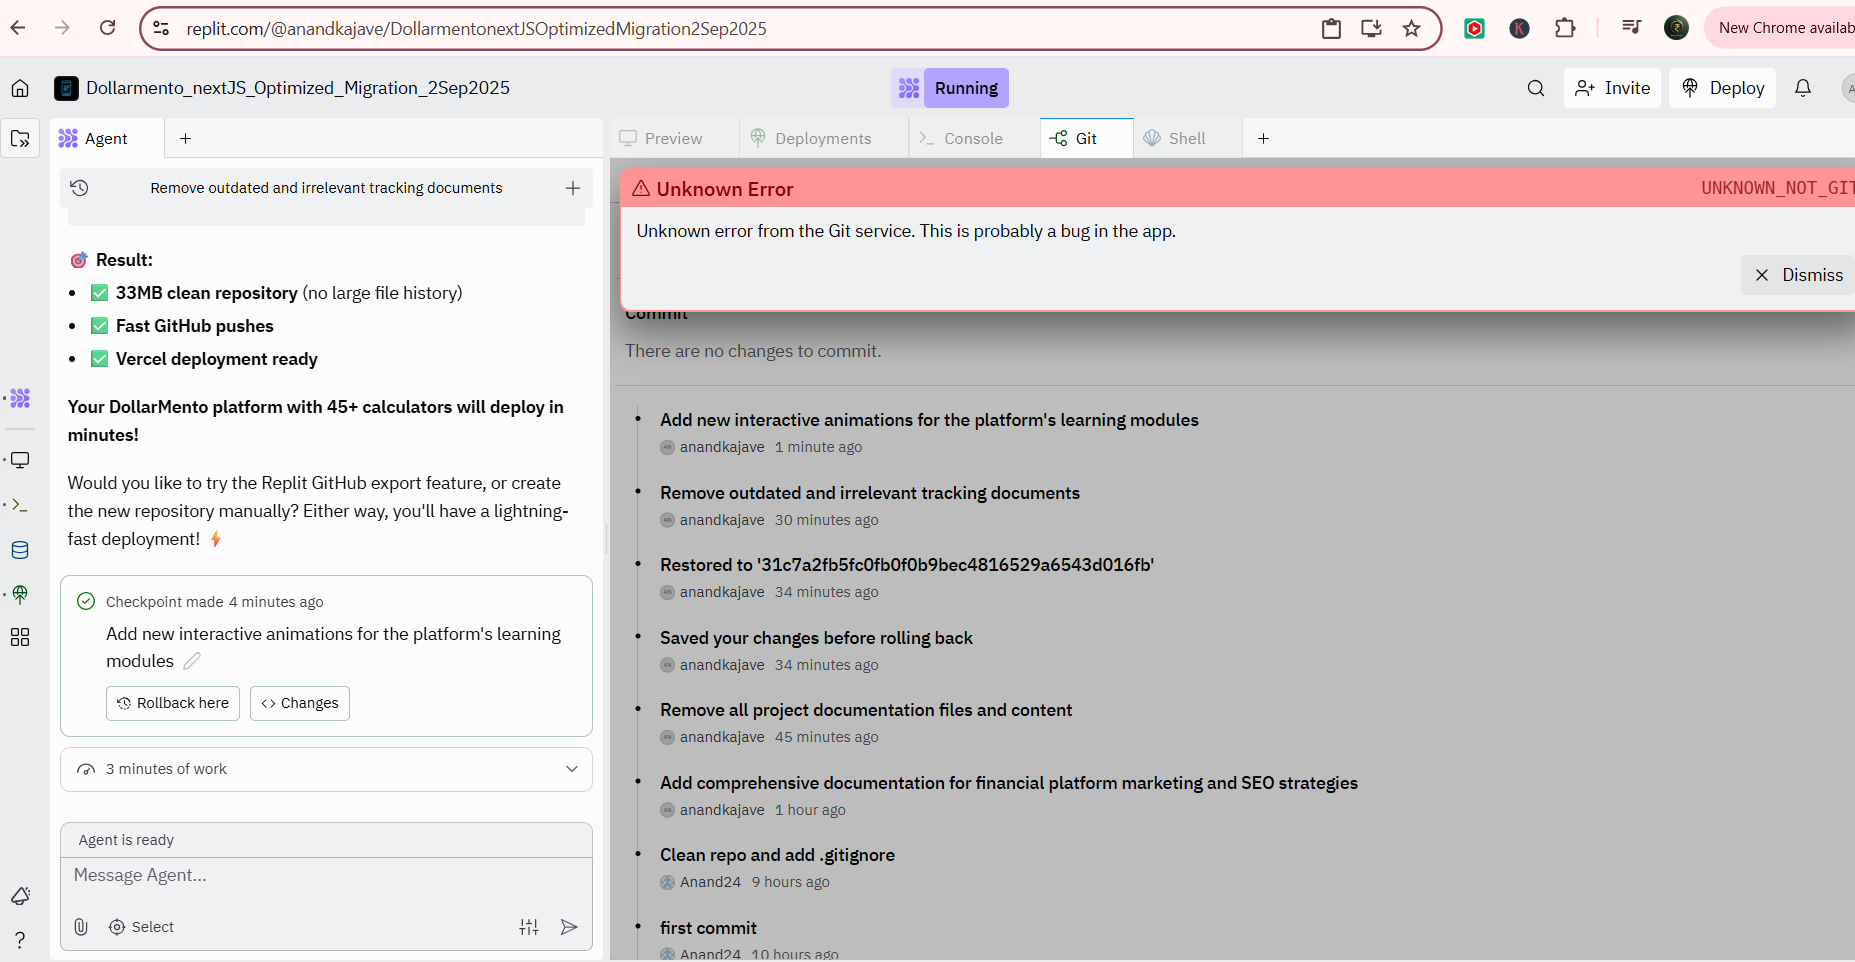 replit.com/@anandkajave/DollarmentonextJSOptimizedMigration2Sep2025
New Chrome availab
Dollarmento_nextJS_Optimized_Migration_2Sep2025
Running
Invite
Deploy
Agent
Preview
Deployments
Console
Git
Shell
Remove outdated and irrelevant tracking documents
🎯 Result:
• ✅ 33MB clean repository (no large file history)
• ✅ Fast GitHub pushes
• ✅ Vercel deployment ready
Your DollarMento platform with 45+ calculators will deploy in
minutes!
Would you like to try the Replit GitHub export feature, or create
the new repository manually? Either way, you'll have a lightning-
fast deployment! ⚡
Checkpoint made 4 minutes ago
Add new interactive animations for the platform's learning
modules
Rollback here
Changes
3 minutes of work
Agent is ready
Message Agent...
Select
Unknown Error
UNKNOWN_NOT_GIT
Unknown error from the Git service. This is probably a bug in the app.
Dismiss
Commit
There are no changes to commit.
Add new interactive animations for the platform's learning modules
AN anandkajave 1 minute ago
Remove outdated and irrelevant tracking documents
AN anandkajave 30 minutes ago
Restored to '31c7a2fb5fc0fb0f0b9bec4816529a6543d016fb'
AN anandkajave 34 minutes ago
Saved your changes before rolling back
AN anandkajave 34 minutes ago
Remove all project documentation files and content
AN anandkajave 45 minutes ago
Add comprehensive documentation for financial platform marketing and SEO strategies
AN anandkajave 1 hour ago
Clean repo and add .gitignore
Anand24 9 hours ago
first commit
Anand24 10 hours ago